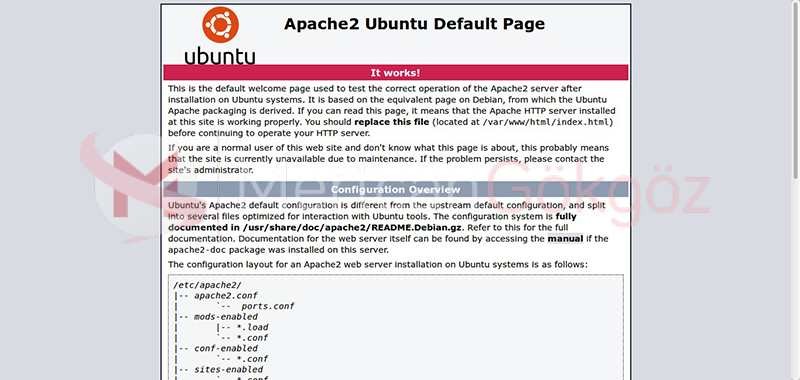 Apache2 Ubuntu Default Page
ubuntu
It works!
This is the default welcome page used to test the correct operation of the Apache2 server after
installation on Ubuntu systems. It is based on the equivalent page on Debian, from which the Ubuntu
Apache packaging is derived. If you can read this page, it means that the Apache HTTP server installed
at this site is working properly. You should replace this file (located at /var/www/html/index.html)
before continuing to operate your HTTP server.
If you are a normal user of this web site and don't know what this page is about, this probably means
that the site is currently unavailable due to maintenance. If the problem persists, please contact the
site's administrator.
Configuration Overview
Ubuntu's Apache2 default configuration is different from the upstream default configuration, and split
into several files optimized for interaction with Ubuntu tools. The configuration system is fully
documented in /usr/share/doc/apache2/README.Debian.gz. Refer to this for the full
documentation. Documentation for the web server itself can be found by accessing the manual if the
apache2-doc package was installed on this server.
The configuration layout for an Apache2 web server installation on Ubuntu systems is as follows:
/etc/apache2/
|-- apache2.conf
|       `--  ports.conf
|-- mods-enabled
|       |-- *.load
|       `-- *.conf
|-- conf-enabled
|       `-- *.conf
|-- sites-enabled
|       `-- *.conf
Gökgöz